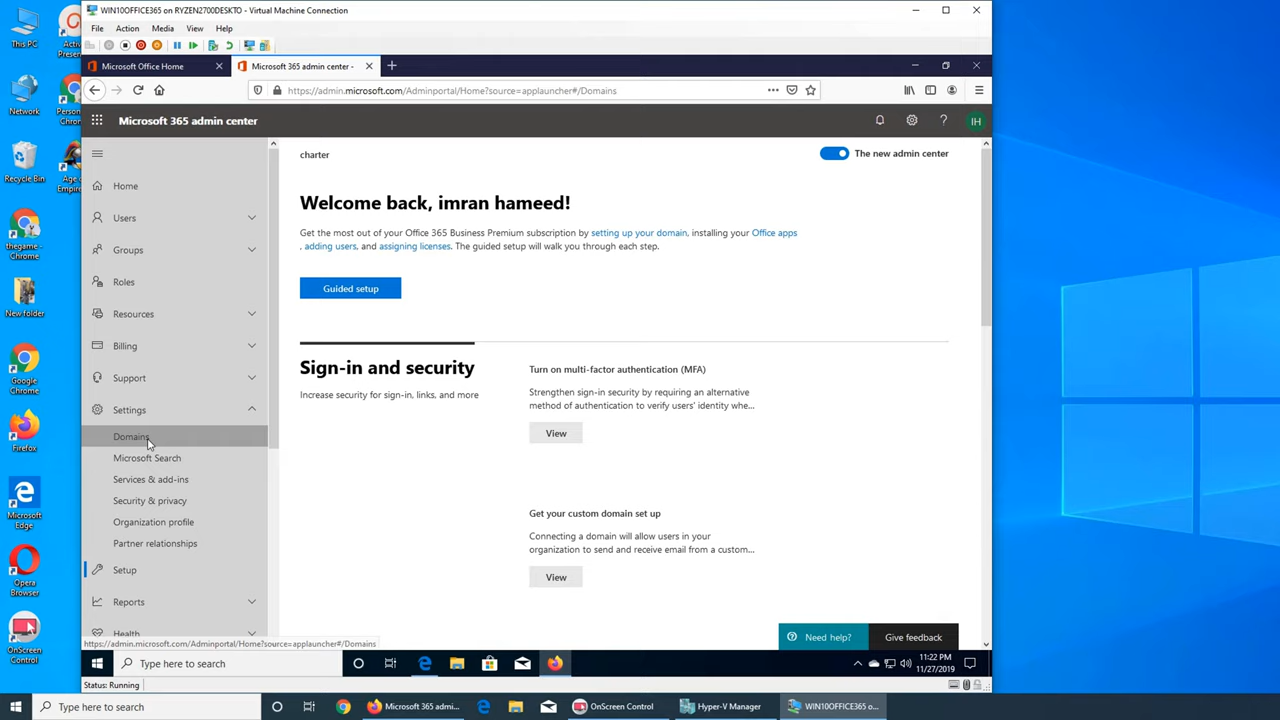 This PC
Network
Recycle Bin
thegame -
Chrome
New folder
Google
Chrome
Firefox
Microsoft
Edge
Opera
Browser
OnScreen
Control
Acti
Presen
Perso
Chro
Age o
Empire
WIN10OFFICE365 on RYZEN2700DESKTO - Virtual Machine Connection
File Action Media View Help
Microsoft Office Home
Microsoft 365 admin center -
https://admin.microsoft.com/Adminportal/Home?source=applauncher#/Domains
Microsoft 365 admin center
IH
Home
Users
Groups
Roles
Resources
Billing
Support
Settings
Domains
Microsoft Search
Services & add-ins
Security & privacy
Organization profile
Partner relationships
Setup
Reports
Health
charter
The new admin center
Welcome back, imran hameed!
Get the most out of your Office 365 Business Premium subscription by setting up your domain, installing your Office apps
, adding users, and assigning licenses. The guided setup will walk you through each step.
Guided setup
Sign-in and security
Increase security for sign-in, links, and more
Turn on multi-factor authentication (MFA)
Strengthen sign-in security by requiring an alternative
method of authentication to verify users' identity whe...
View
Get your custom domain set up
Connecting a domain will allow users in your
organization to send and receive email from a custom...
View
Need help?
Give feedback
https://admin.microsoft.com/Adminportal/Home?source=applauncher#/Domains
Type here to search
11:22 PM
11/27/2019
Status: Running
Type here to search
Microsoft 365 admi...
OnScreen Control
Hyper-V Manager
WIN10OFFICE365 o...